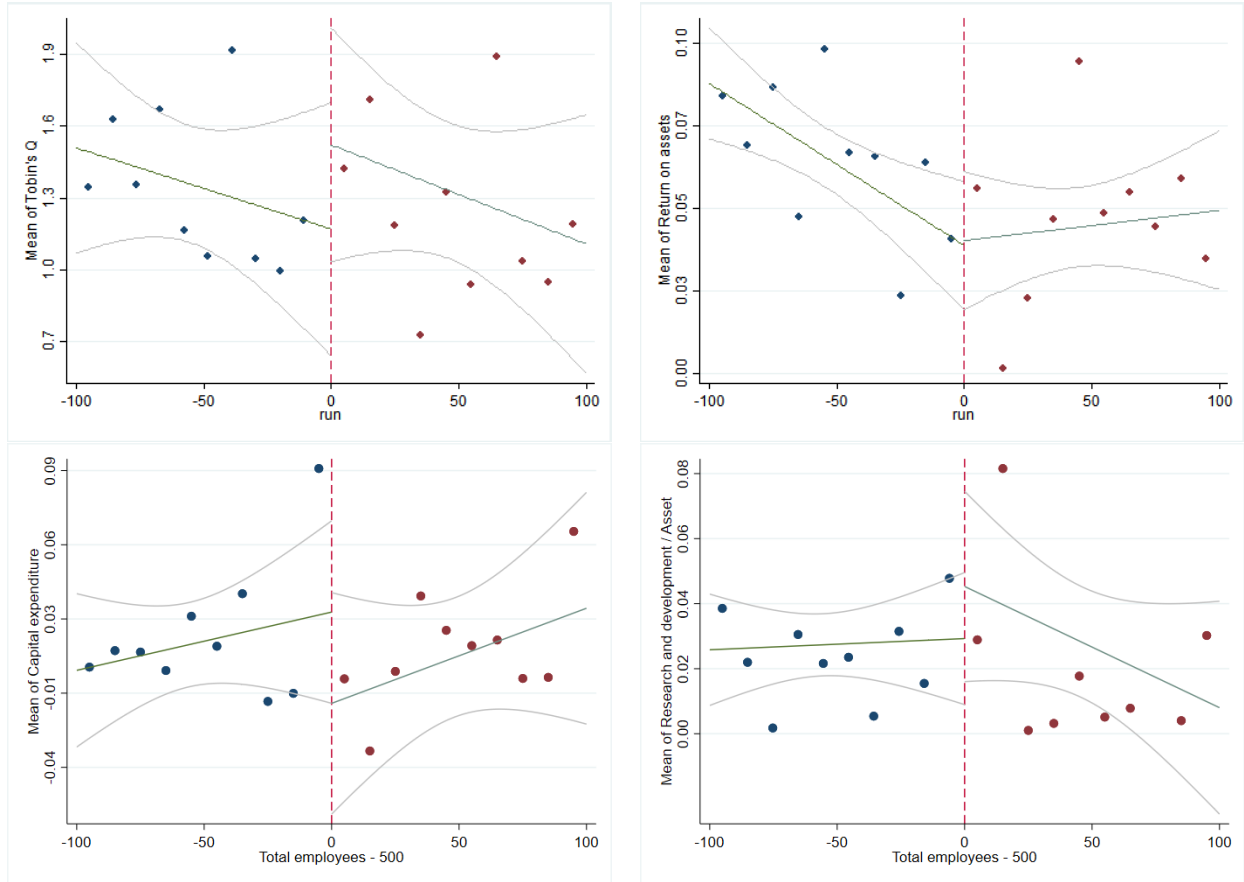 Mean of Tobin's Q
1.9
1.6
1.3
1.0
0.7
-100 -50 0 50 100
run
Mean of Return on assets
0.10
0.07
0.05
0.03
0.00
-100 -50 0 50 100
run
Mean of Capital expenditure
0.09
0.06
0.03
-0.01
-0.04
-100 -50 0 50 100
Total employees - 500
Mean of Research and development / Asset
0.08
0.06
0.04
0.02
0.00
-100 -50 0 50 100
Total employees - 500